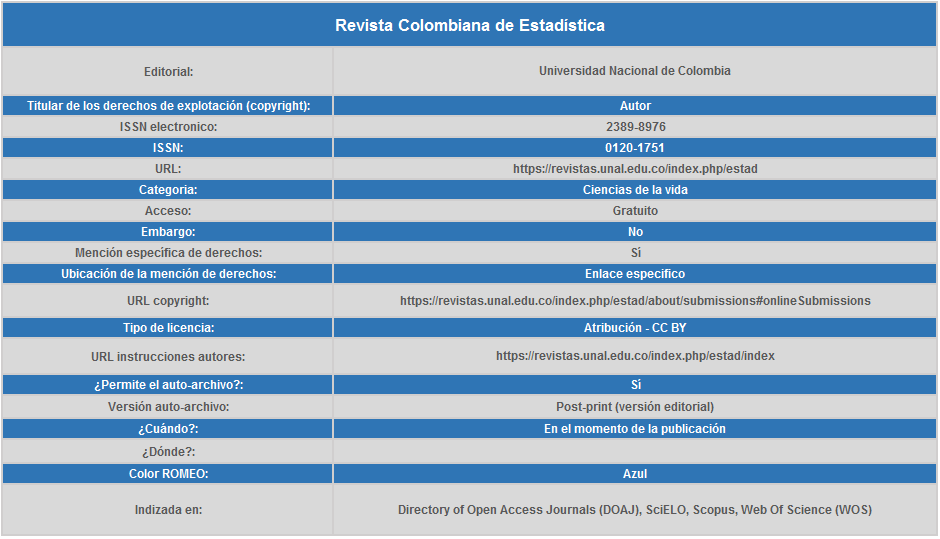 Revista Colombiana de Estadística
Editorial: Universidad Nacional de Colombia
Titular de los derechos de explotación (copyright): Autor
ISSN electronico: 2389-8976
ISSN: 0120-1751
URL: https://revistas.unal.edu.co/index.php/estad
Categoria: Ciencias de la vida
Acceso: Gratuito
Embargo: No
Mención específica de derechos: Sí
Ubicación de la mención de derechos: Enlace especifico
URL copyright: https://revistas.unal.edu.co/index.php/estad/about/submissions#onlineSubmissions
Tipo de licencia: Atribución - CC BY
URL instrucciones autores: https://revistas.unal.edu.co/index.php/estad/index
¿Permite el auto-archivo?: Sí
Versión auto-archivo: Post-print (versión editorial)
¿Cuándo?: En el momento de la publicación
¿Dónde?:
Color ROMEO: Azul
Indizada en: Directory of Open Access Journals (DOAJ), SciELO, Scopus, Web Of Science (WOS)